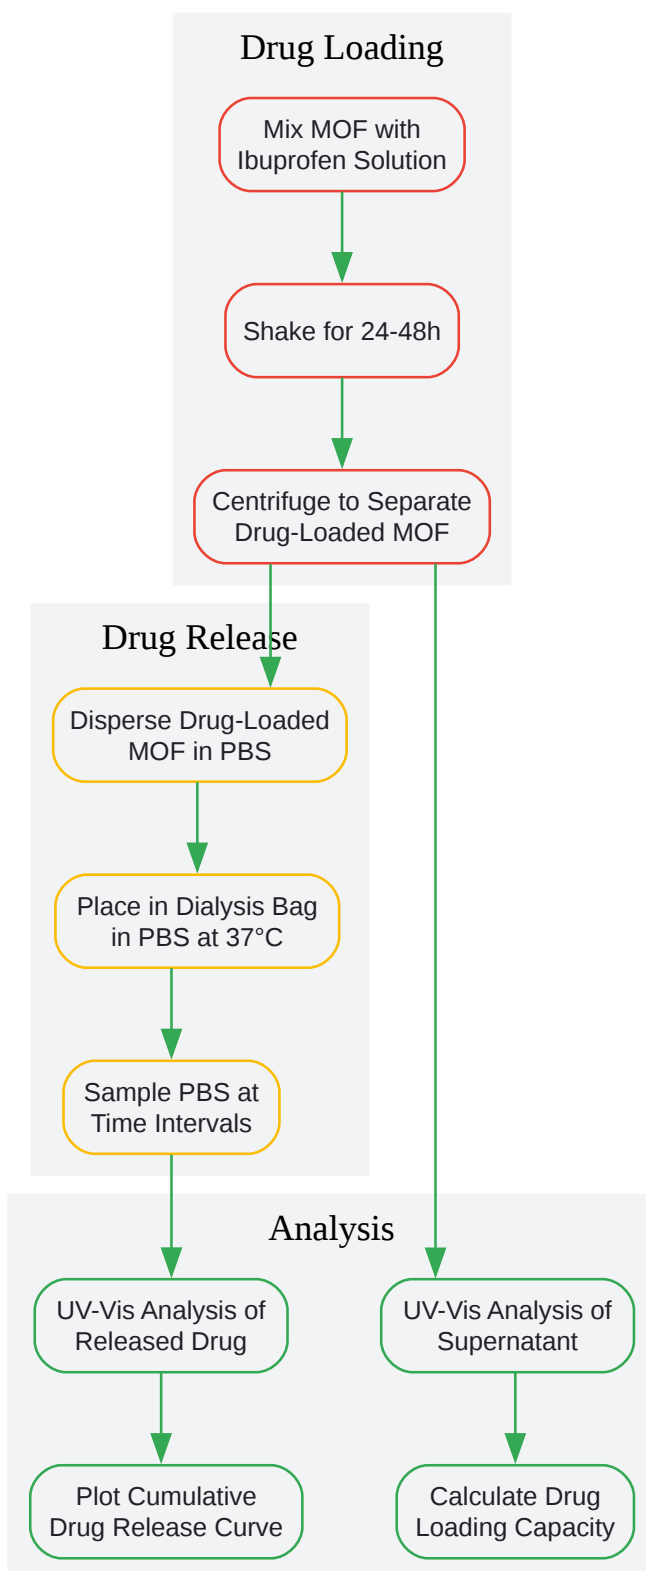 Drug Loading
Mix MOF with
Ibuprofen Solution
Shake for 24-48h
Centrifuge to Separate
Drug-Loaded MOF
Drug Release
Disperse Drug-Loaded
MOF in PBS
Place in Dialysis Bag
in PBS at 37°C
Sample PBS at
Time Intervals
Analysis
UV-Vis Analysis of
Released Drug
UV-Vis Analysis of
Supernatant
Plot Cumulative
Drug Release Curve
Calculate Drug
Loading Capacity